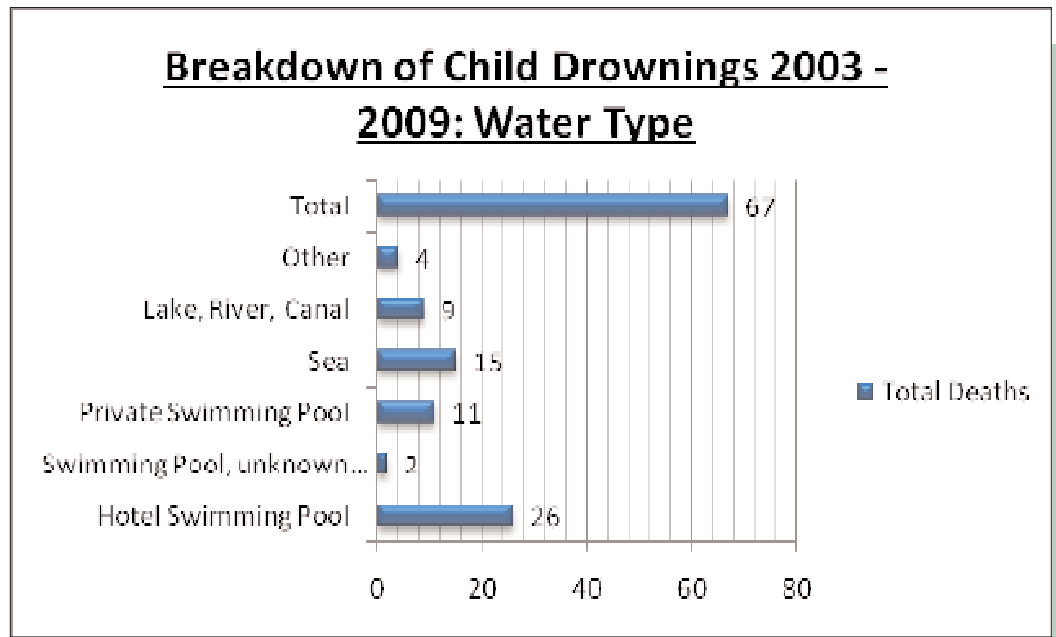 Breakdown of Child Drownings 2003 -
2009: Water Type
Total
67
Other
4
Lake, River, Canal
9
Sea
15
Private Swimming Pool
11
Swimming Pool, unknown...
2
Hotel Swimming Pool
26
0 20 40 60 80
Total Deaths